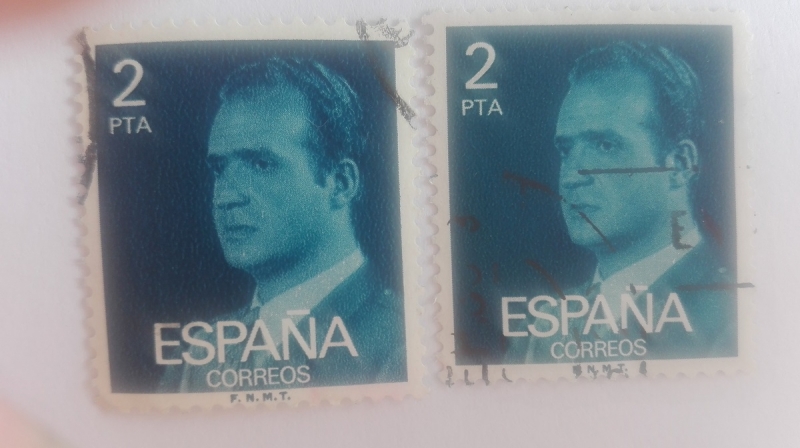 2
PTA
ESPAÑA
CORREOS
F. N. M. T.
2
PTA
E
ESPAÑA
CORREOS
N. M. T.